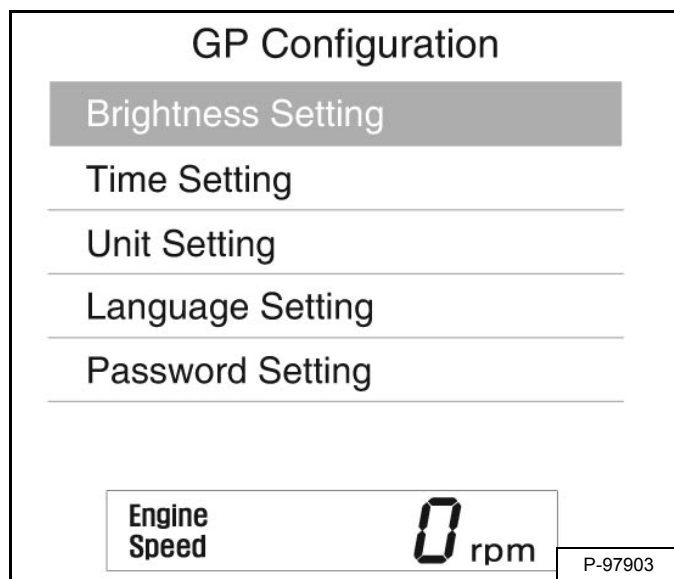 GP Configuration
Brightness Setting
Time Setting
Unit Setting
Language Setting
Password Setting
Engine
Speed
0 rpm
P-97903